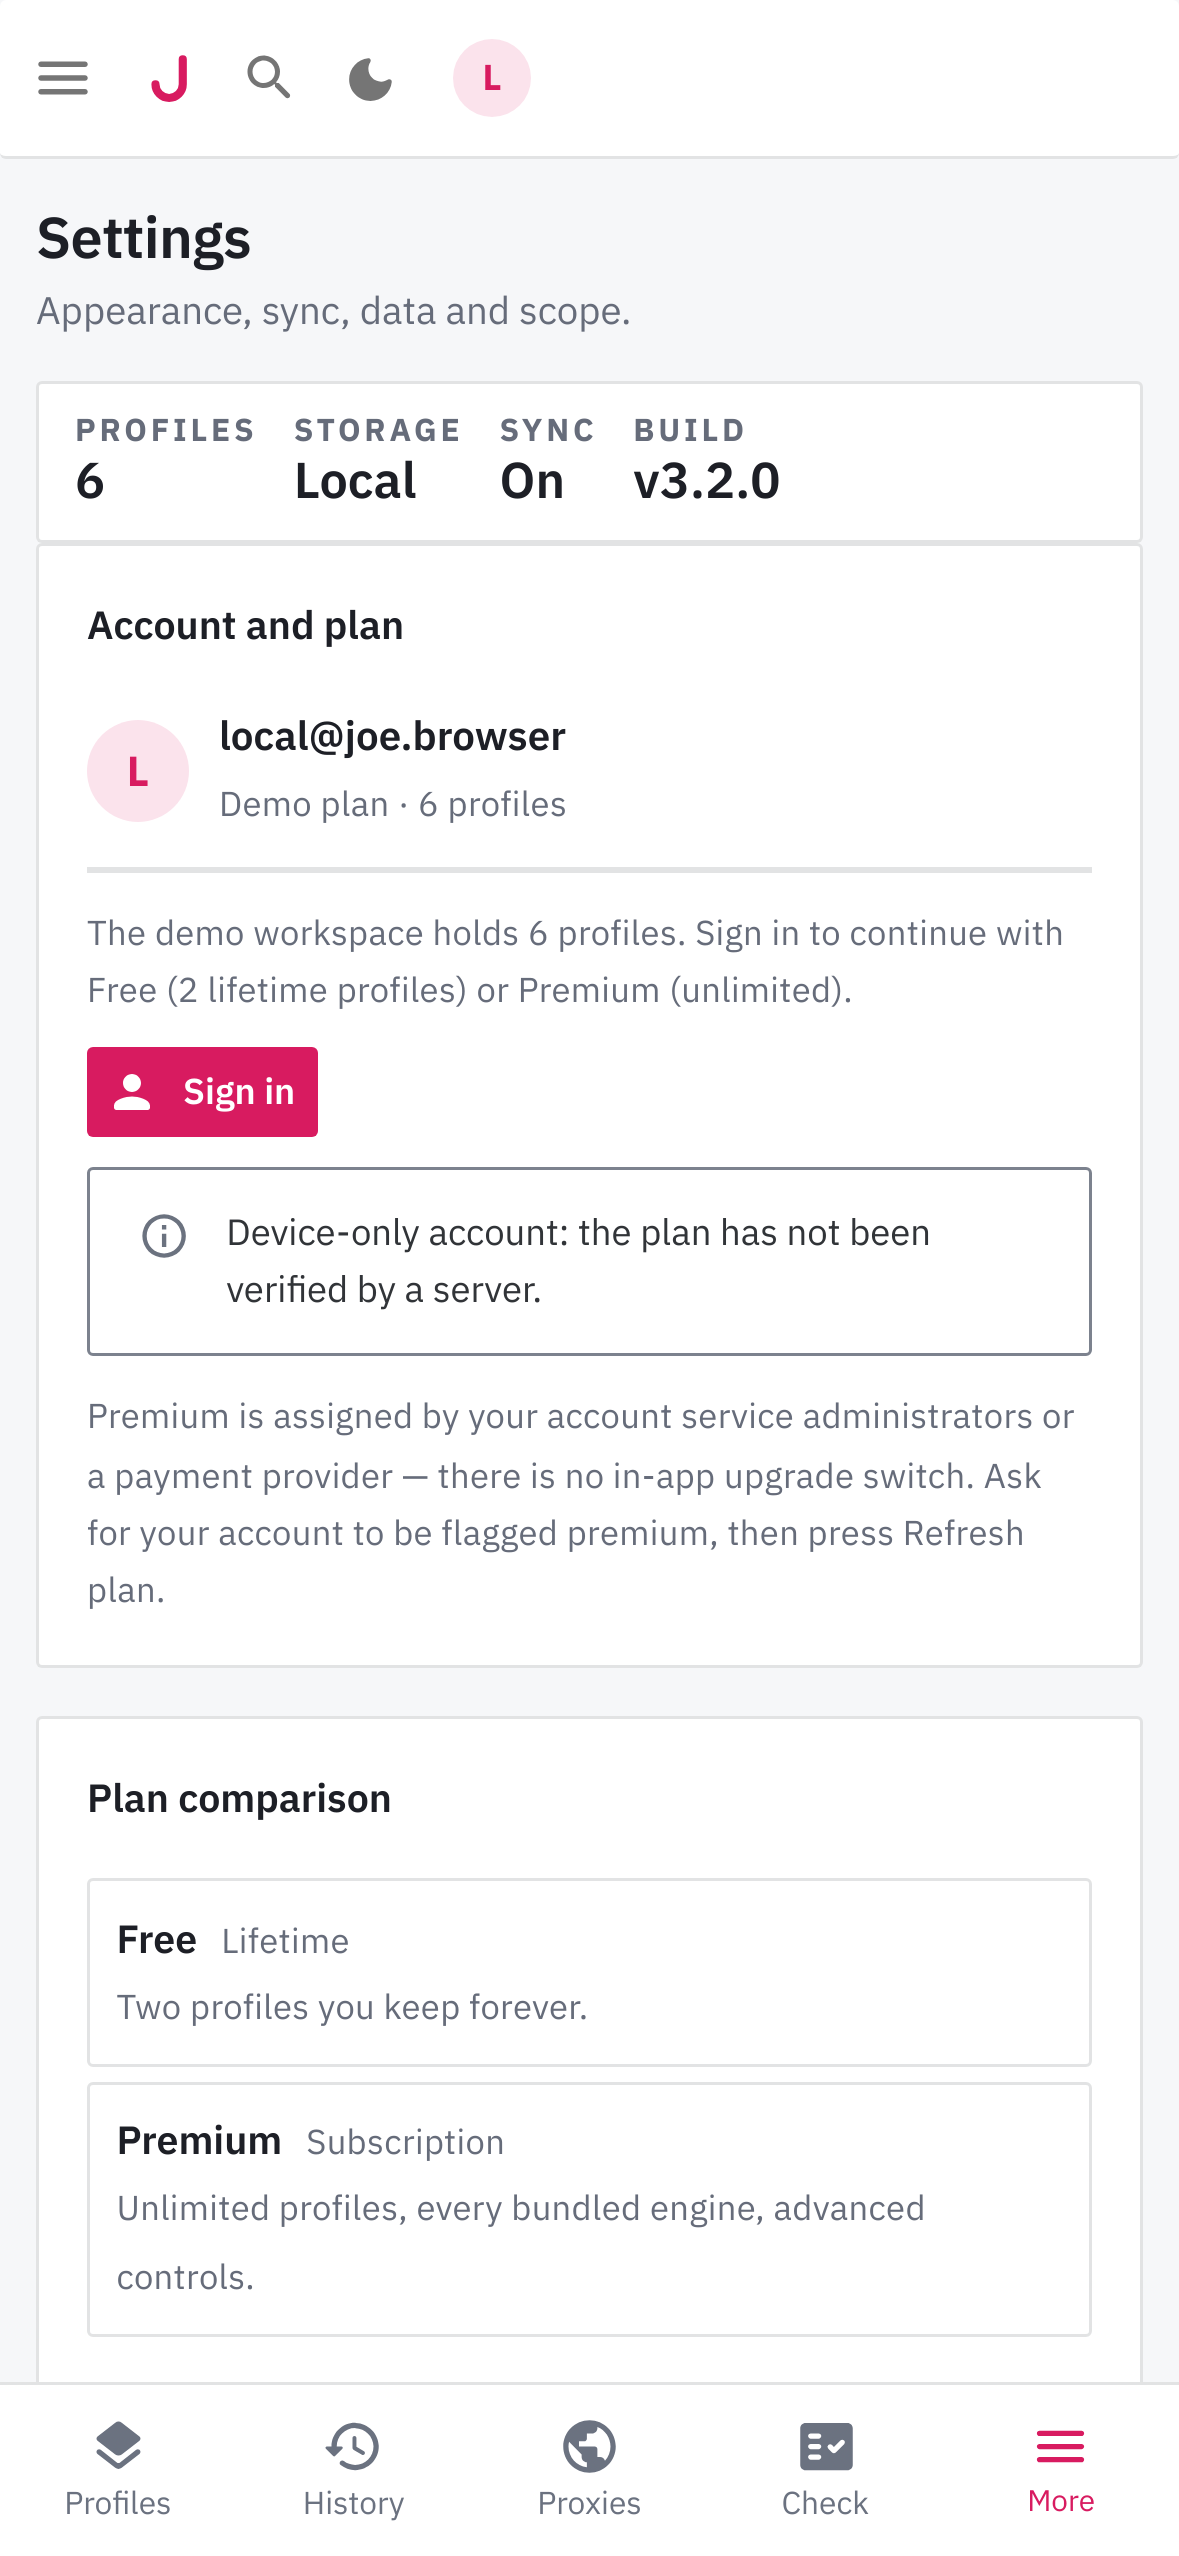 J
L
Settings
Appearance, sync, data and scope.
PROFILES STORAGE SYNC BUILD
6 Local On v3.2.0
Account and plan
L
local@joe.browser
Demo plan · 6 profiles
The demo workspace holds 6 profiles. Sign in to continue with
Free (2 lifetime profiles) or Premium (unlimited).
Sign in
Device-only account: the plan has not been
verified by a server.
Premium is assigned by your account service administrators or
a payment provider — there is no in-app upgrade switch. Ask
for your account to be flagged premium, then press Refresh
plan.
Plan comparison
Free Lifetime
Two profiles you keep forever.
Premium Subscription
Unlimited profiles, every bundled engine, advanced
controls.
Profiles History Proxies Check More